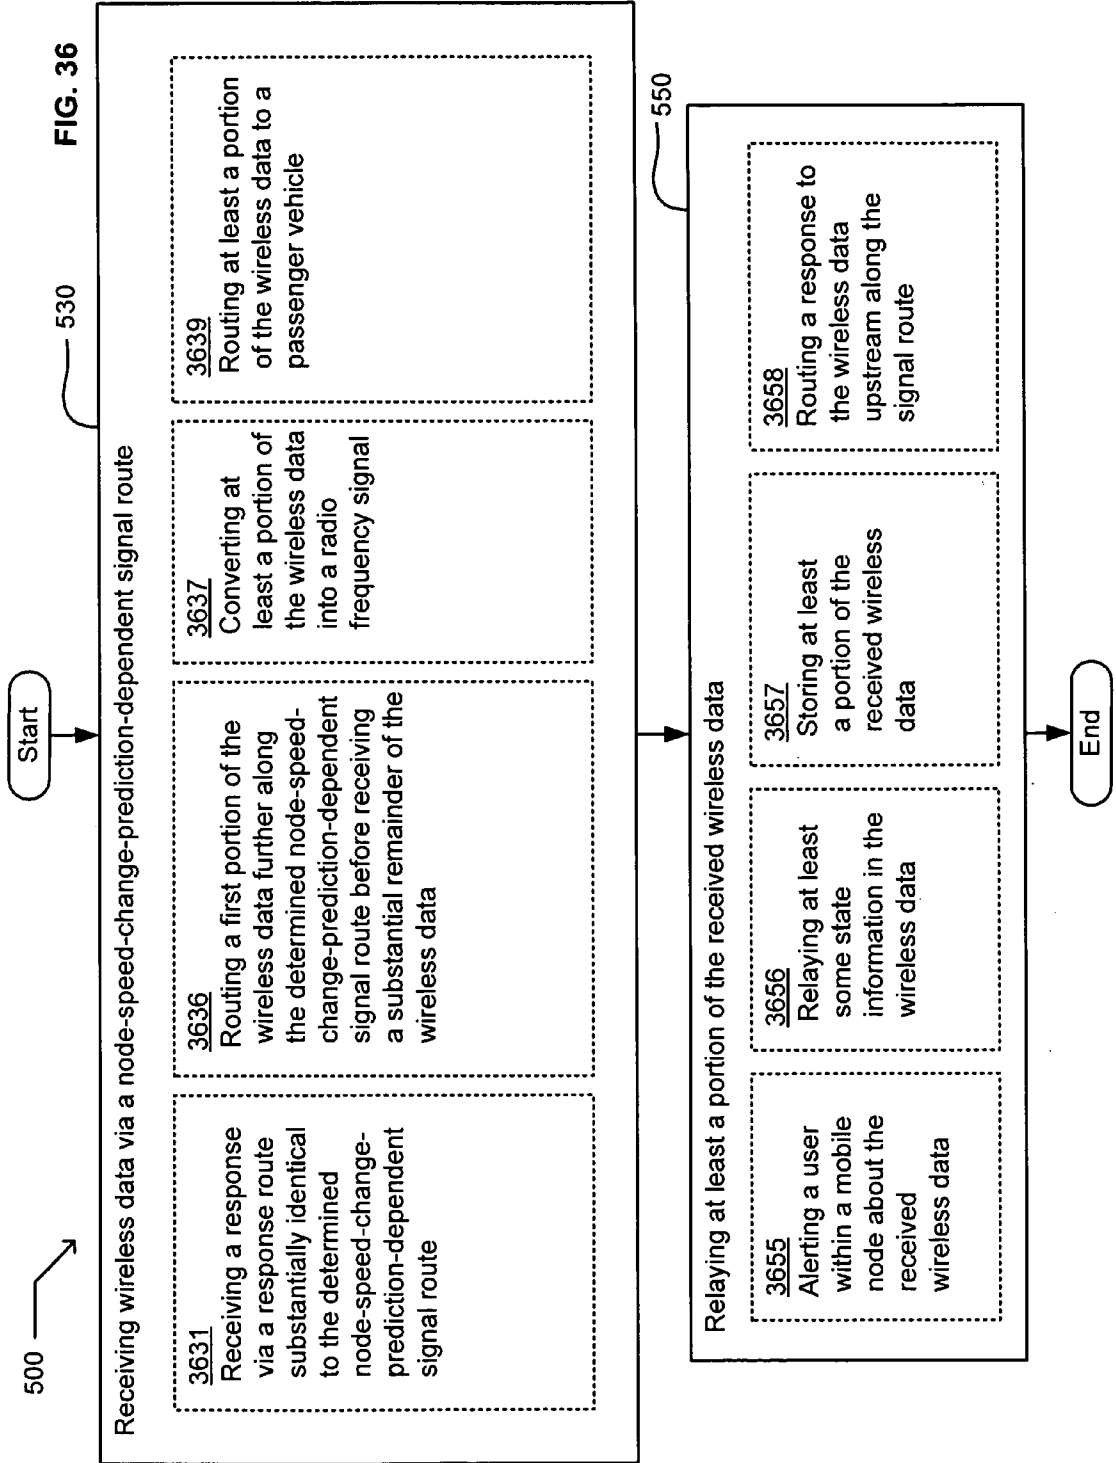 FIG. 36
500
Start
530
Receiving wireless data via a node-speed-change-prediction-dependent signal route
3631
Receiving a response
via a response route
substantially identical
to the determined
node-speed-change-
prediction-dependent
signal route
3636
Routing a first portion of the
wireless data further along
the determined node-speed-
change-prediction-dependent
signal route before receiving
a substantial remainder of the
wireless data
3637
Converting at
least a portion of
the wireless data
into a radio
frequency signal
3639
Routing at least a portion
of the wireless data to a
passenger vehicle
550
Relaying at least a portion of the received wireless data
3655
Alerting a user
within a mobile
node about the
received
wireless data
3656
Relaying at least
some state
information in the
wireless data
3657
Storing at least
a portion of the
received wireless
data
3658
Routing a response to
the wireless data
upstream along the
signal route
End